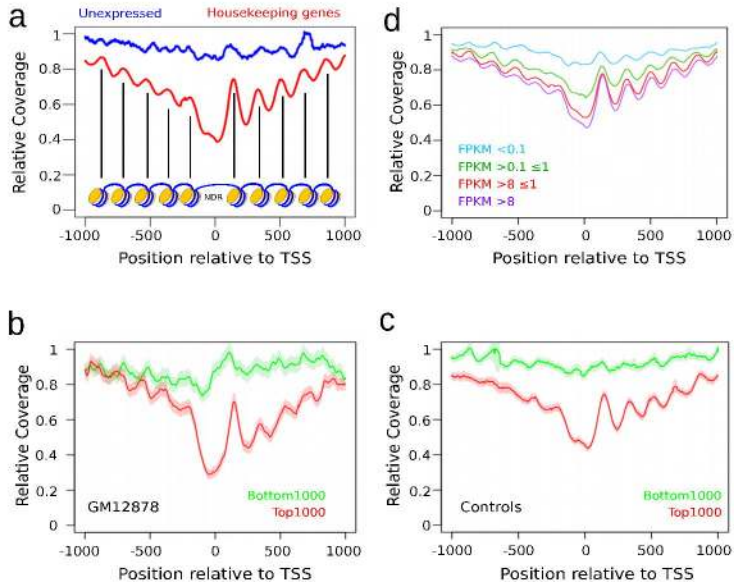 a
Unexpressed Housekeeping genes
Relative Coverage
1
0.8
0.6
0.4
0.2
0
NDR
-1000 -500 0 500 1000
Position relative to TSS
d
Relative Coverage
1
0.8
0.6
0.4
0.2
0
FPKM <0.1
FPKM >0.1 ≤1
FPKM >8 ≤1
FPKM >8
-1000 -500 0 500 1000
Position relative to TSS
b
Relative Coverage
1
0.8
0.6
0.4
0.2
0
GM12878
Bottom1000
Top1000
-1000 -500 0 500 1000
Position relative to TSS
c
Relative Coverage
1
0.8
0.6
0.4
0.2
0
Controls
Bottom1000
Top1000
-1000 -500 0 500 1000
Position relative to TSS